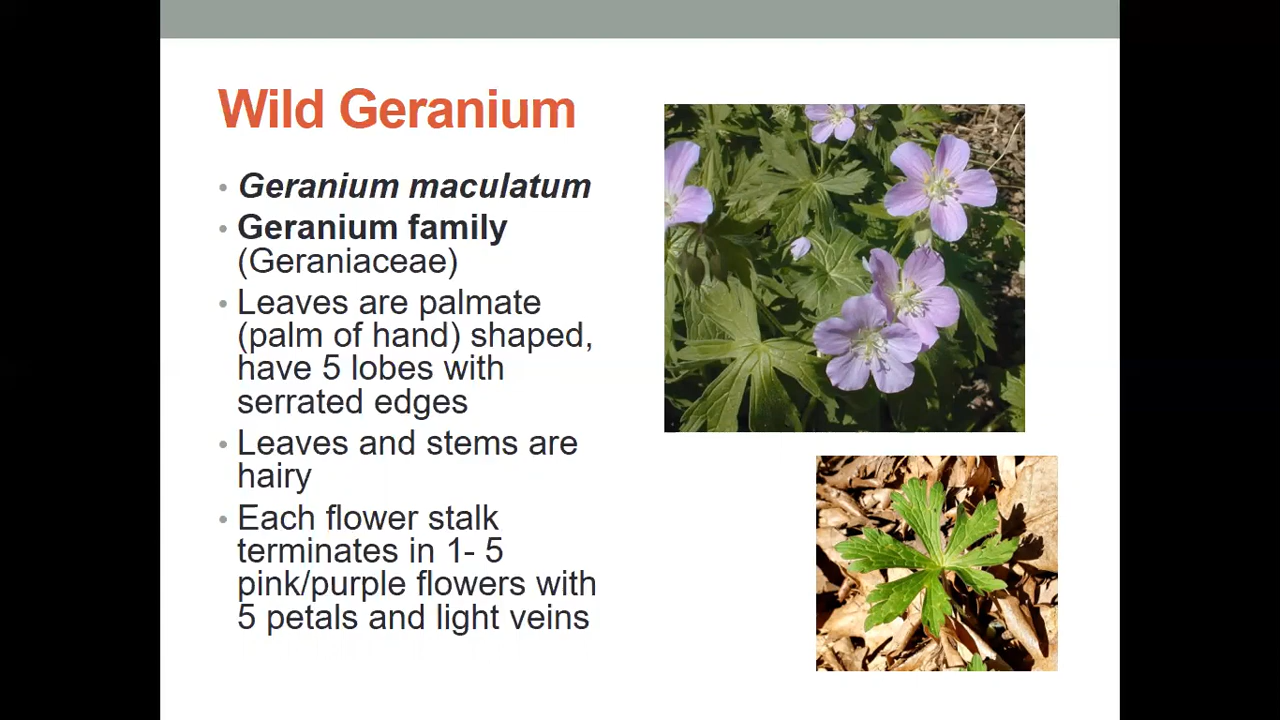 Wild Geranium
• Geranium maculatum
• Geranium family
(Geraniaceae)
• Leaves are palmate
(palm of hand) shaped,
have 5 lobes with
serrated edges
• Leaves and stems are
hairy
• Each flower stalk
terminates in 1- 5
pink/purple flowers with
5 petals and light veins